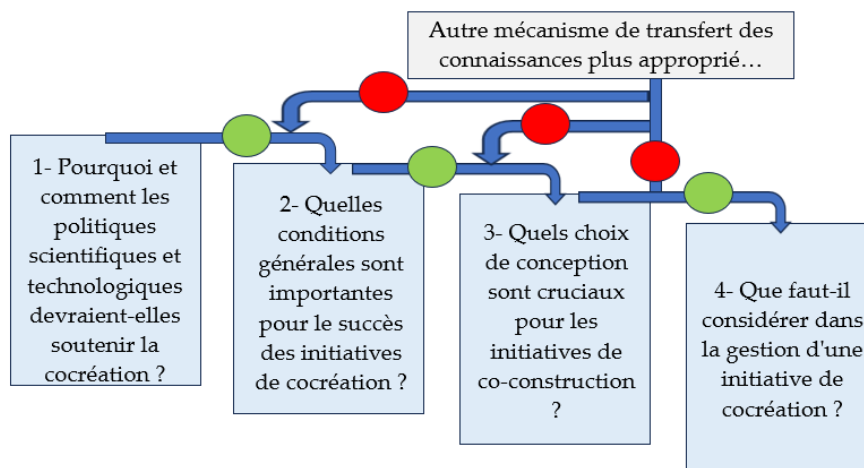 Autre mécanisme de transfert des
connaissances plus approprié…
1- Pourquoi et
comment les
politiques
scientifiques et
technologiques
devraient-elles
soutenir la
cocréation ?
2- Quelles
conditions
générales sont
importantes
pour le succès
des initiatives
de cocréation ?
3- Quels choix
de conception
sont cruciaux
pour les
initiatives de
co-construction
?
4- Que faut-il
considérer dans
la gestion d'une
initiative de
cocréation ?